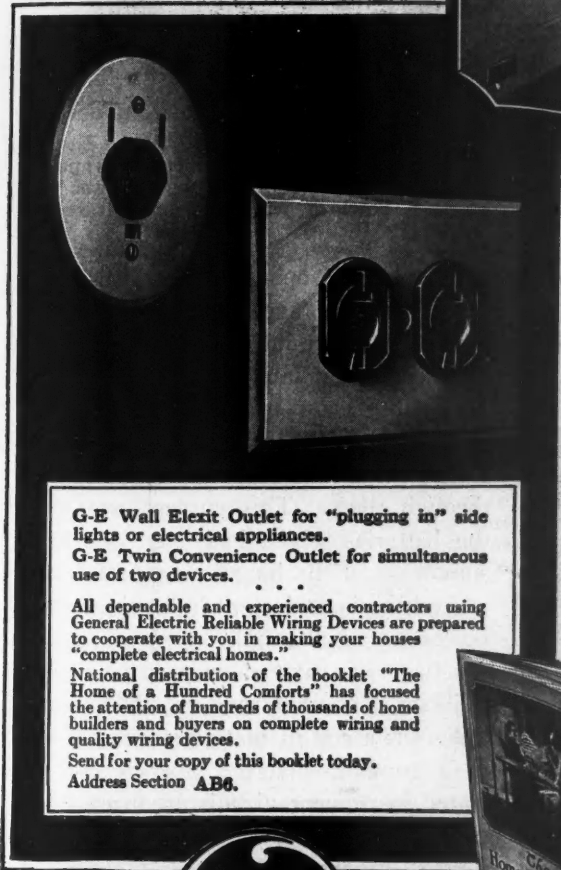 G-E Wall Elexit Outlet for "plugging in" side
lights or electrical appliances.
G-E Twin Convenience Outlet for simultaneous
use of two devices.
All dependable and experienced contractors using
General Electric Reliable Wiring Devices are prepared
to cooperate with you in making your houses
"complete electrical homes."
National distribution of the booklet "The
Home of a Hundred Comforts" has focused
the attention of hundreds of thousands of home
builders and buyers on complete wiring and
quality wiring devices.
Send for your copy of this booklet today.
Address Section AB6.